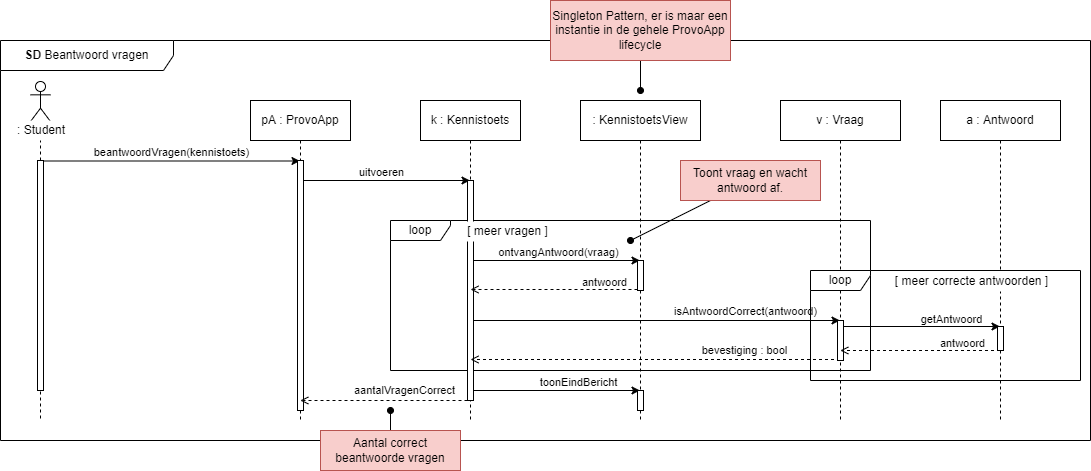 Singleton Pattern, er is maar een
instantie in de gehele ProvoApp
lifecycle
SD Beantwoord vragen
: Student
pA : ProvoApp
k : Kennistoets
: KennistoetsView
v : Vraag
a : Antwoord
beantwoordVragen(kennistoets)
uitvoeren
Toont vraag en wacht
antwoord af.
loop
[ meer vragen ]
ontvangAntwoord(vraag)
antwoord
loop
[ meer correcte antwoorden ]
isAntwoordCorrect(antwoord)
getAntwoord
antwoord
bevestiging : bool
toonEindBericht
aantalVragenCorrect
Aantal correct
beantwoorde vragen